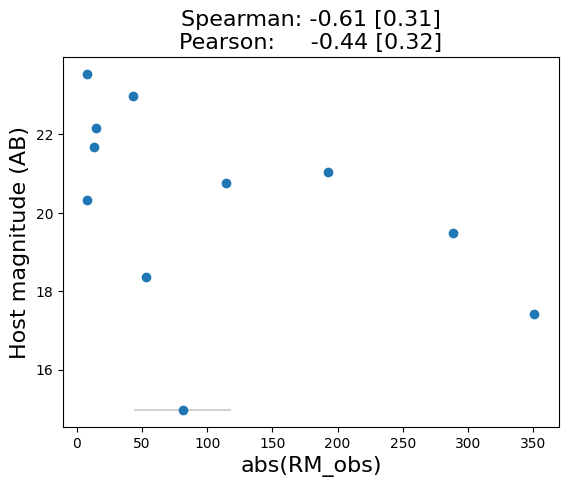 Spearman: -0.61 [0.31]
Pearson: -0.44 [0.32]
Host magnitude (AB)
22
20
18
16
0 50 100 150 200 250 300 350
abs(RM_obs)